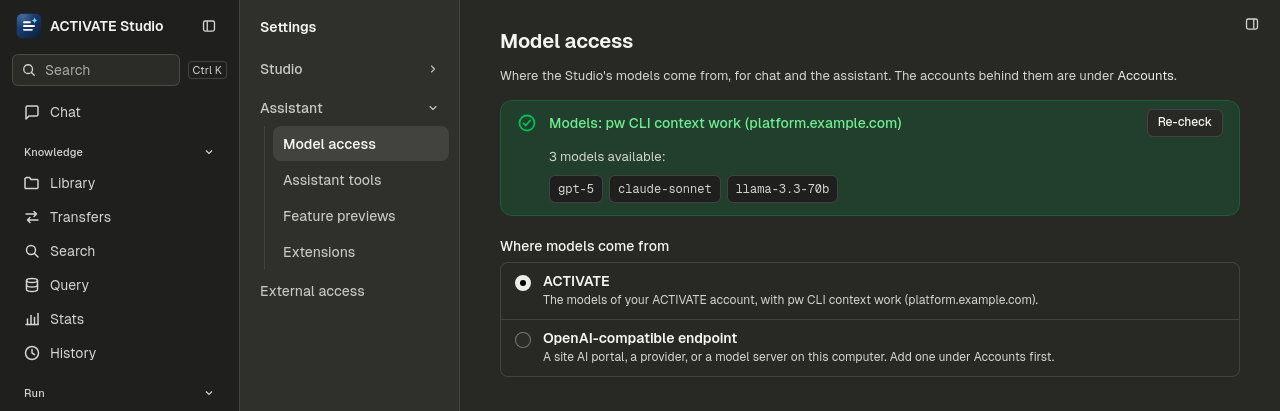 ACTIVATE Studio
Search
Ctrl K
Chat
Knowledge
Library
Transfers
Search
Query
Stats
History
Run
Settings
Studio
Assistant
Model access
Assistant tools
Feature previews
Extensions
External access
Model access
Where the Studio's models come from, for chat and the assistant. The accounts behind them are under Accounts.
Models: pw CLI context work (platform.example.com)
Re-check
3 models available:
gpt-5
claude-sonnet
llama-3.3-70b
Where models come from
ACTIVATE
The models of your ACTIVATE account, with pw CLI context work (platform.example.com).
OpenAI-compatible endpoint
A site AI portal, a provider, or a model server on this computer. Add one under Accounts first.